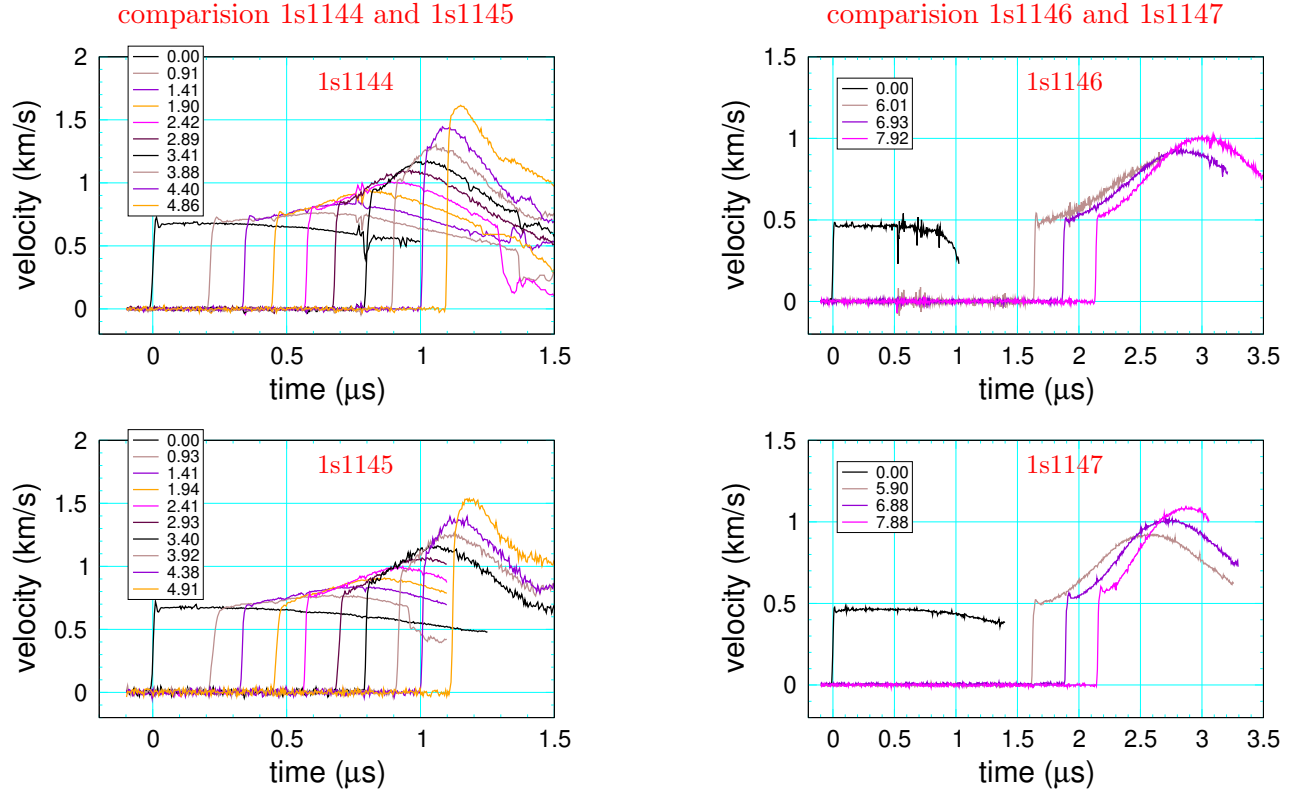 comparision 1s1144 and 1s1145
comparision 1s1146 and 1s1147
1s1144
velocity (km/s)
2
1.5
1
0.5
0
0.00
0.91
1.41
1.90
2.42
2.89
3.41
3.88
4.40
4.86
0 0.5 1 1.5
time (μs)
1s1146
velocity (km/s)
1.5
1
0.5
0
0.00
6.01
6.93
7.92
0 0.5 1 1.5 2 2.5 3 3.5
time (μs)
1s1145
velocity (km/s)
2
1.5
1
0.5
0
0.00
0.93
1.41
1.94
2.41
2.93
3.40
3.92
4.38
4.91
0 0.5 1 1.5
time (μs)
1s1147
velocity (km/s)
1.5
1
0.5
0
0.00
5.90
6.88
7.88
0 0.5 1 1.5 2 2.5 3 3.5
time (μs)